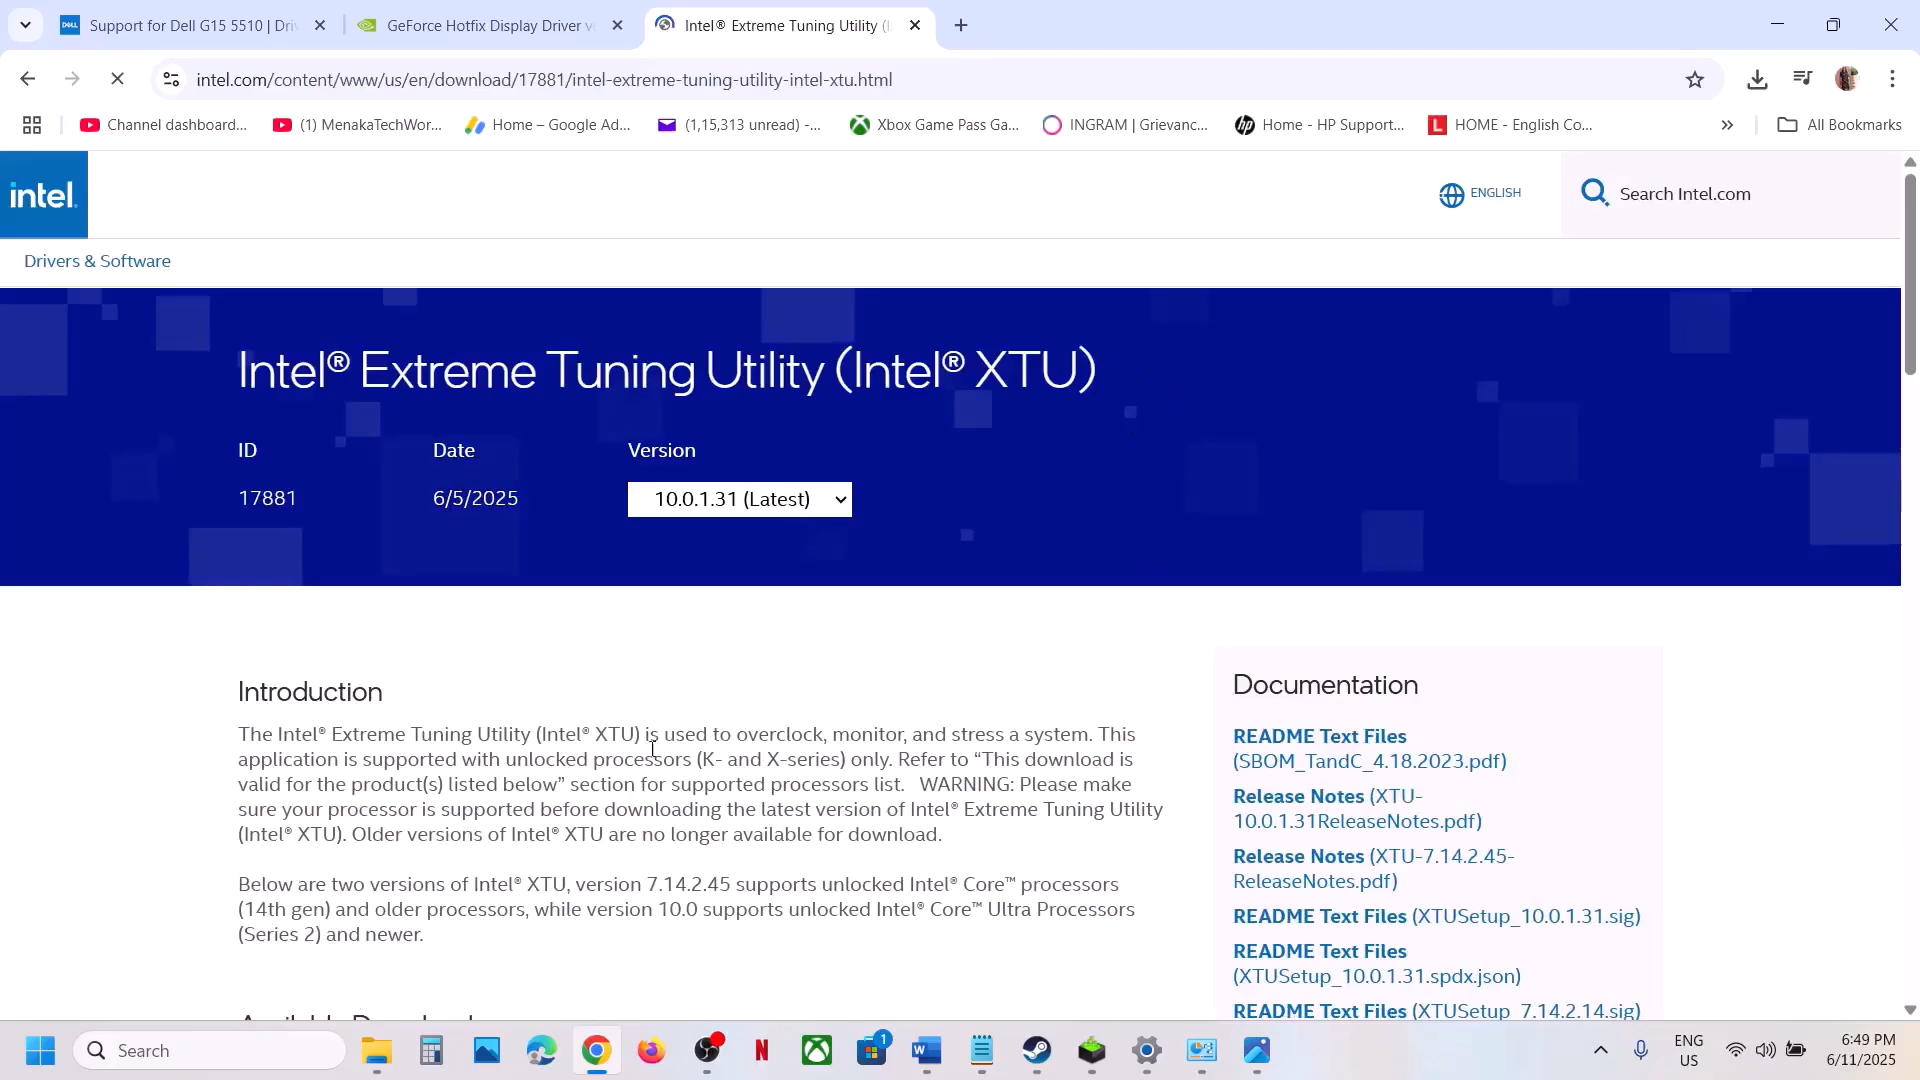 Support for Dell G15 5510 | Dri
GeForce Hotfix Display Driver ve
Intel® Extreme Tuning Utility (I
intel.com/content/www/us/en/download/17881/intel-extreme-tuning-utility-intel-xtu.html
Channel dashboard...
(1) MenakaTechWor...
Home – Google Ad...
(1,15,313 unread) -...
Xbox Game Pass Ga...
INGRAM | Grievanc...
Home - HP Support...
HOME - English Co...
All Bookmarks
intel.
ENGLISH
Search Intel.com
Drivers & Software
Intel® Extreme Tuning Utility (Intel® XTU)
ID
Date
Version
17881
6/5/2025
10.0.1.31 (Latest)
Introduction
The Intel® Extreme Tuning Utility (Intel® XTU) is used to overclock, monitor, and stress a system. This
application is supported with unlocked processors (K- and X-series) only. Refer to “This download is
valid for the product(s) listed below” section for supported processors list.   WARNING: Please make
sure your processor is supported before downloading the latest version of Intel® Extreme Tuning Utility
(Intel® XTU). Older versions of Intel® XTU are no longer available for download.
Below are two versions of Intel® XTU, version 7.14.2.45 supports unlocked Intel® Core™ processors
(14th gen) and older processors, while version 10.0 supports unlocked Intel® Core™ Ultra Processors
(Series 2) and newer.
Documentation
README Text Files
(SBOM_TandC_4.18.2023.pdf)
Release Notes (XTU-
10.0.1.31ReleaseNotes.pdf)
Release Notes (XTU-7.14.2.45-
ReleaseNotes.pdf)
README Text Files (XTUSetup_10.0.1.31.sig)
README Text Files
(XTUSetup_10.0.1.31.spdx.json)
README Text Files (XTUSetup_7.14.2.14.sig)
Search
1
ENG
US
6:49 PM
6/11/2025